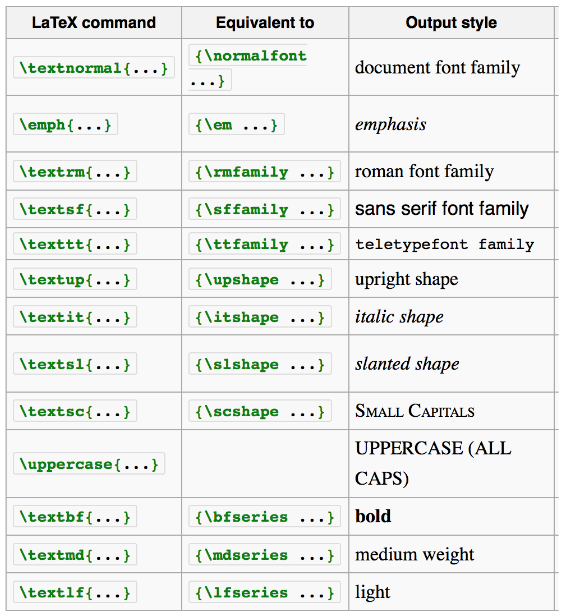 LaTeX command Equivalent to Output style
\textnormal{...} {\normalfont ...} document font family
\emph{...} {\em ...} emphasis
\textrm{...} {\rmfamily ...} roman font family
\textsf{...} {\sffamily ...} sans serif font family
\texttt{...} {\ttfamily ...} teletypefont family
\textup{...} {\upshape ...} upright shape
\textit{...} {\itshape ...} italic shape
\textsl{...} {\slshape ...} slanted shape
\textsc{...} {\scshape ...} Small Capitals
\uppercase{...} UPPERCASE (ALL CAPS)
\textbf{...} {\bfseries ...} bold
\textmd{...} {\mdseries ...} medium weight
\textlf{...} {\lfseries ...} light